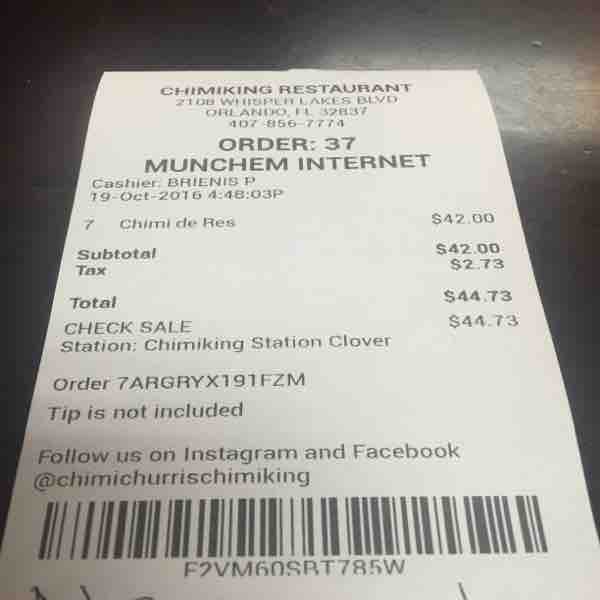 CHIMIKING RESTAURANT
2108 WHISPER LAKES BLVD
ORLANDO, FL 32837
407-856-7774
ORDER: 37
MUNCHEM INTERNET
Cashier: BRIENIS P
19-Oct-2016 4:48:03P
7 Chimi de Res $42.00
Subtotal $42.00
Tax $2.73
Total $44.73
CHECK SALE $44.73
Station: Chimiking Station Clover
Order 7ARGRYX191FZM
Tip is not included
Follow us on Instagram and Facebook
@chimichurrischimiking
F2VM60SBT785W